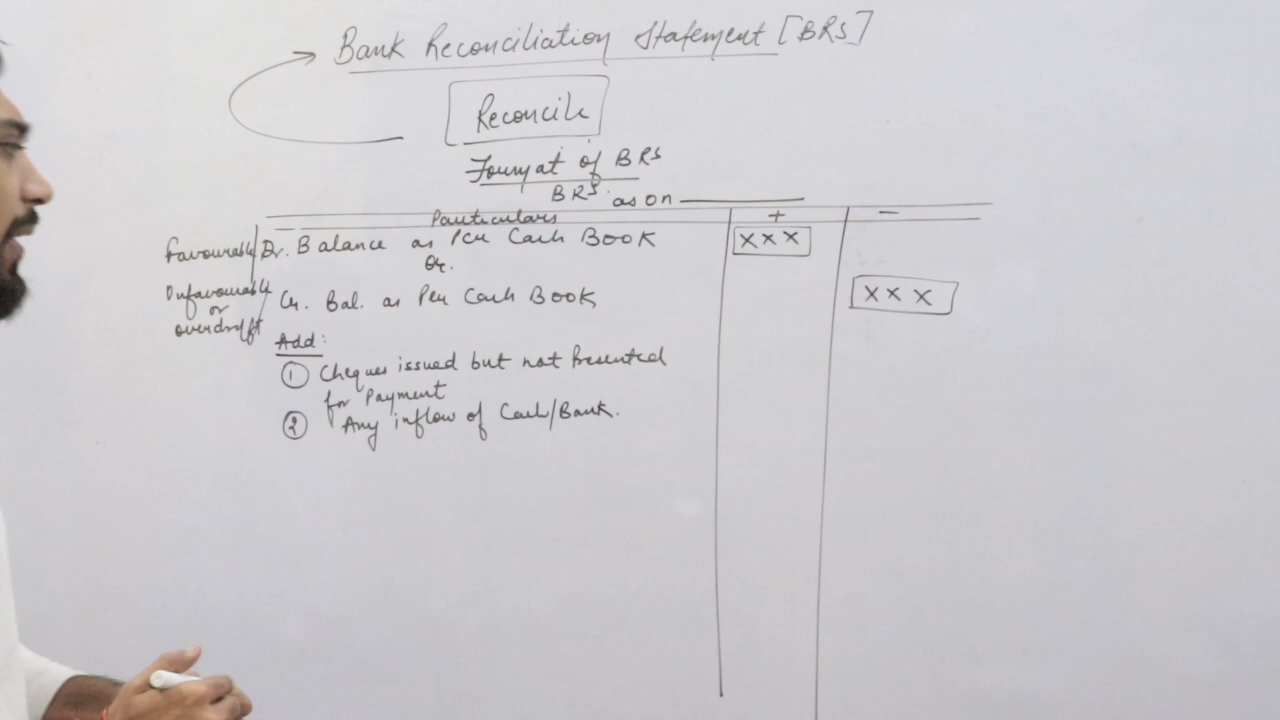 Bank Reconciliation Statement [BRS]
Reconcile
Format of BRS
BRS as on
Particulars + -
Favourable/Dr. Balance as Per Cash Book xxx
Or.
Unfavourable or overdraft / Cr. Bal. as Per Cash Book xxx
Add:
① Cheques issued but not Presented
for Payment
② Any inflow of Cash/Bank.